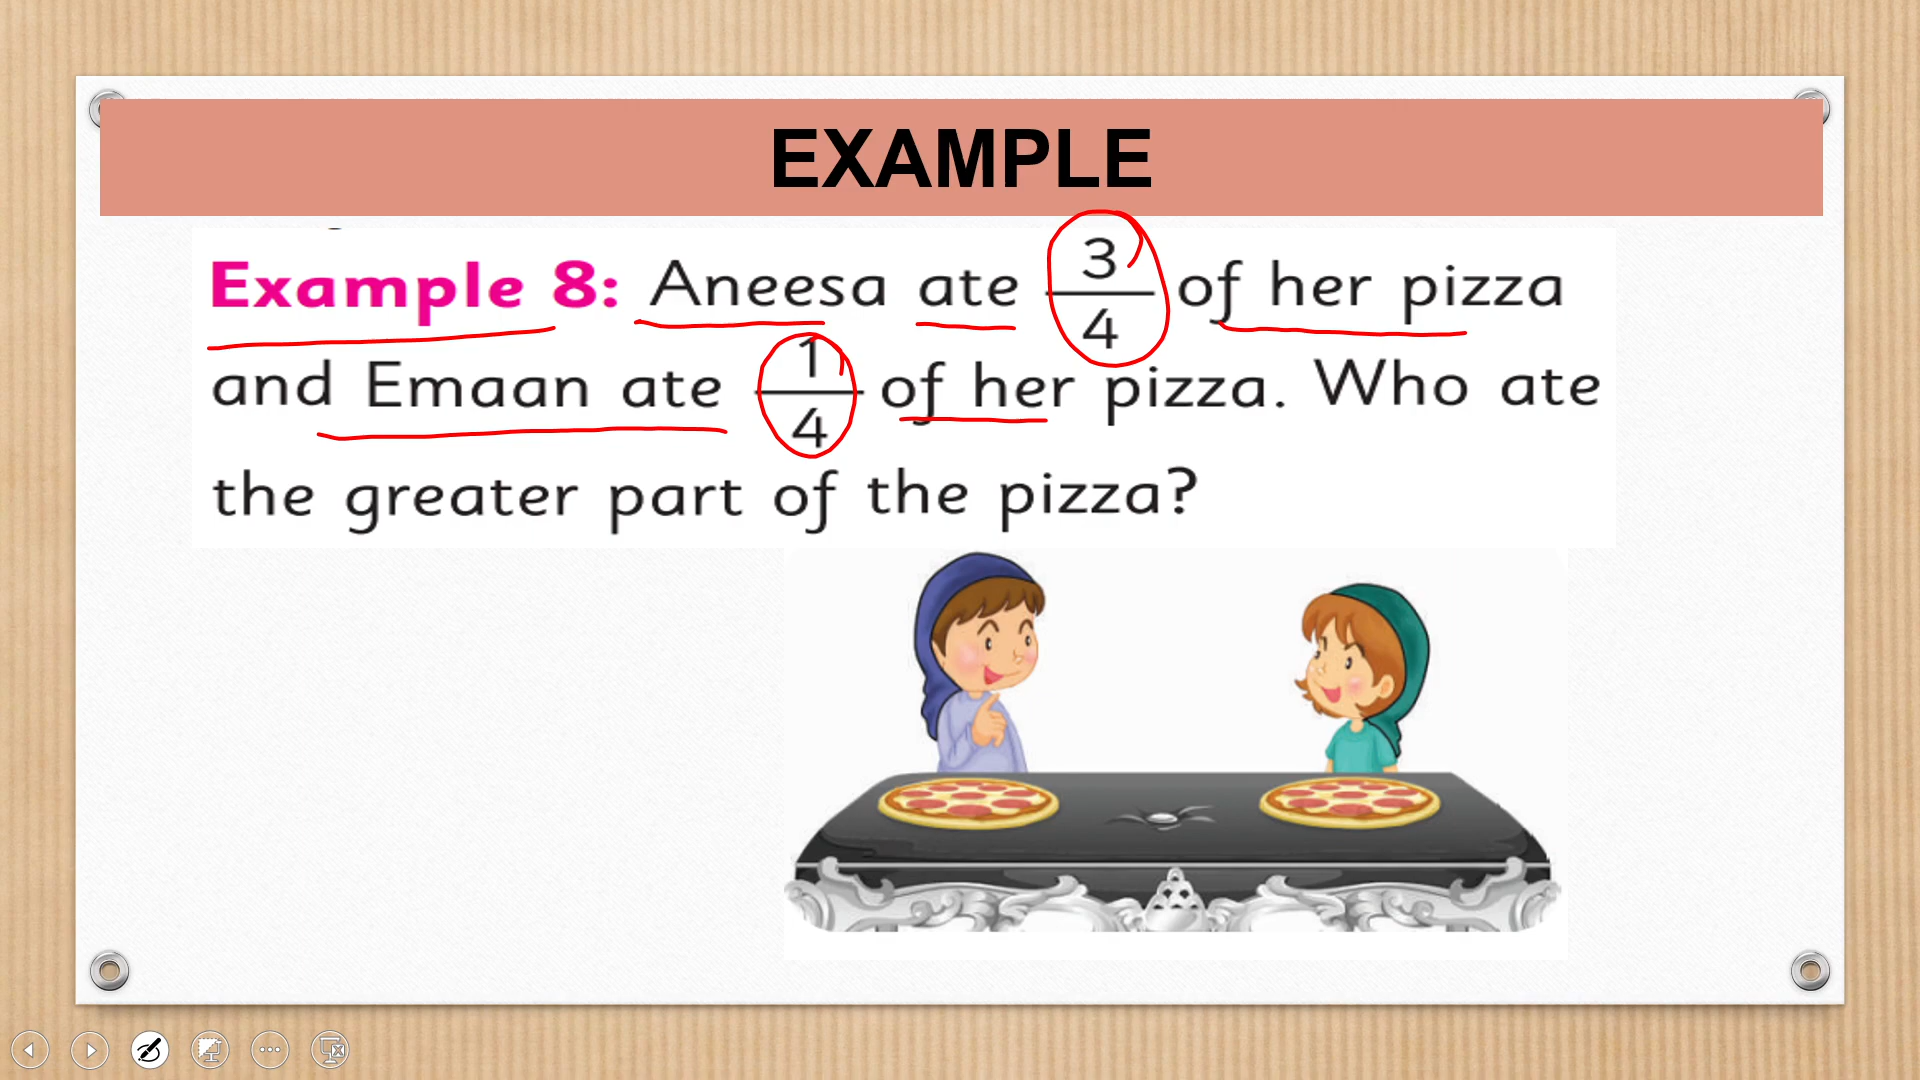 EXAMPLE
Example 8: Aneesa ate 3/4 of her pizza
and Emaan ate 1/4 of her pizza. Who ate
the greater part of the pizza?